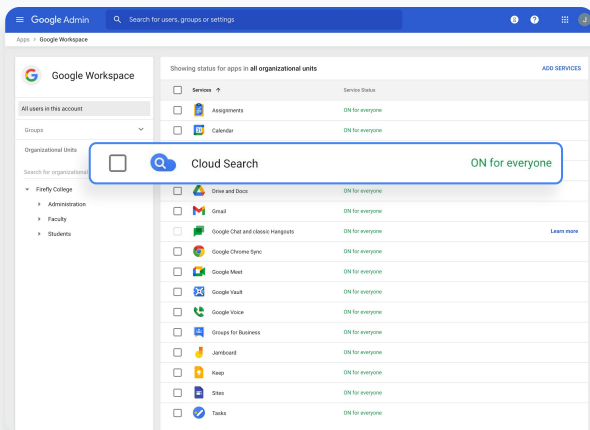 Google Admin
Search for users, groups or settings
8
?
J
Apps > Google Workspace
Google Workspace
All users in this account
Groups
Organizational Units
Search for organizational
Firefly College
Administration
Faculty
Students
Showing status for apps in all organizational units
ADD SERVICES
Services ↑ Service Status
Assignments ON for everyone
Calendar ON for everyone
Cloud Search ON for everyone
Drive and Docs ON for everyone
Gmail ON for everyone
Google Chat and classic Hangouts ON for everyone Learn more
Google Chrome Sync ON for everyone
Google Meet ON for everyone
Google Vault ON for everyone
Google Voice ON for everyone
Groups for Business ON for everyone
Jamboard ON for everyone
Keep ON for everyone
Sites ON for everyone
Tasks ON for everyone